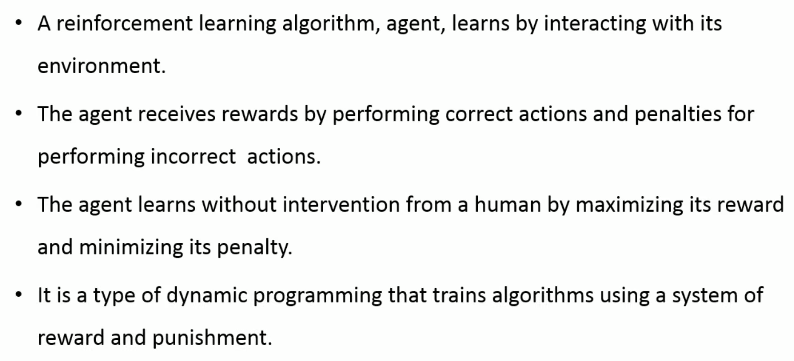 • A reinforcement learning algorithm, agent, learns by interacting with its
environment.
• The agent receives rewards by performing correct actions and penalties for
performing incorrect  actions.
• The agent learns without intervention from a human by maximizing its reward
and minimizing its penalty.
• It is a type of dynamic programming that trains algorithms using a system of
reward and punishment.